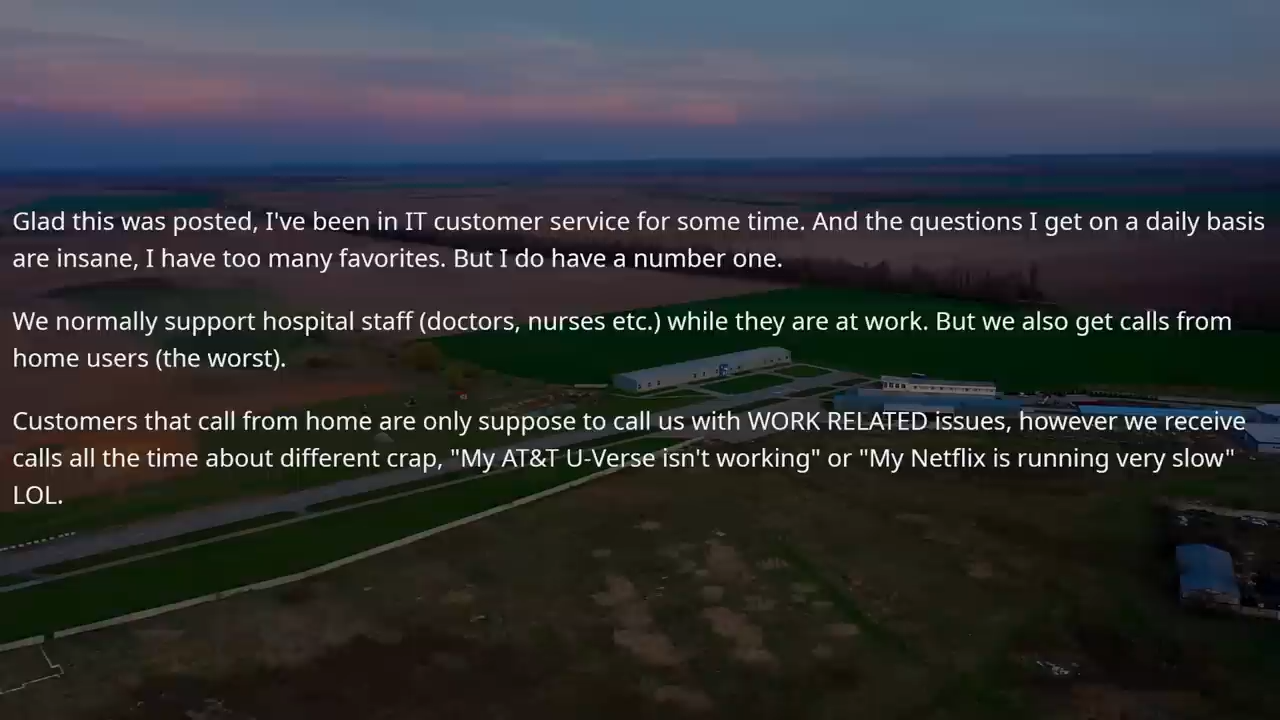 Glad this was posted, I've been in IT customer service for some time. And the questions I get on a daily basis
are insane, I have too many favorites. But I do have a number one.
We normally support hospital staff (doctors, nurses etc.) while they are at work. But we also get calls from
home users (the worst).
Customers that call from home are only suppose to call us with WORK RELATED issues, however we receive
calls all the time about different crap, "My AT&T U-Verse isn't working" or "My Netflix is running very slow"
LOL.